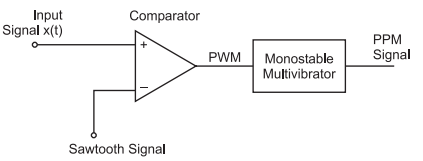 Input
Signal x(t)
Comparator
+
−
PWM
Monostable
Multivibrator
PPM
Signal
Sawtooth Signal